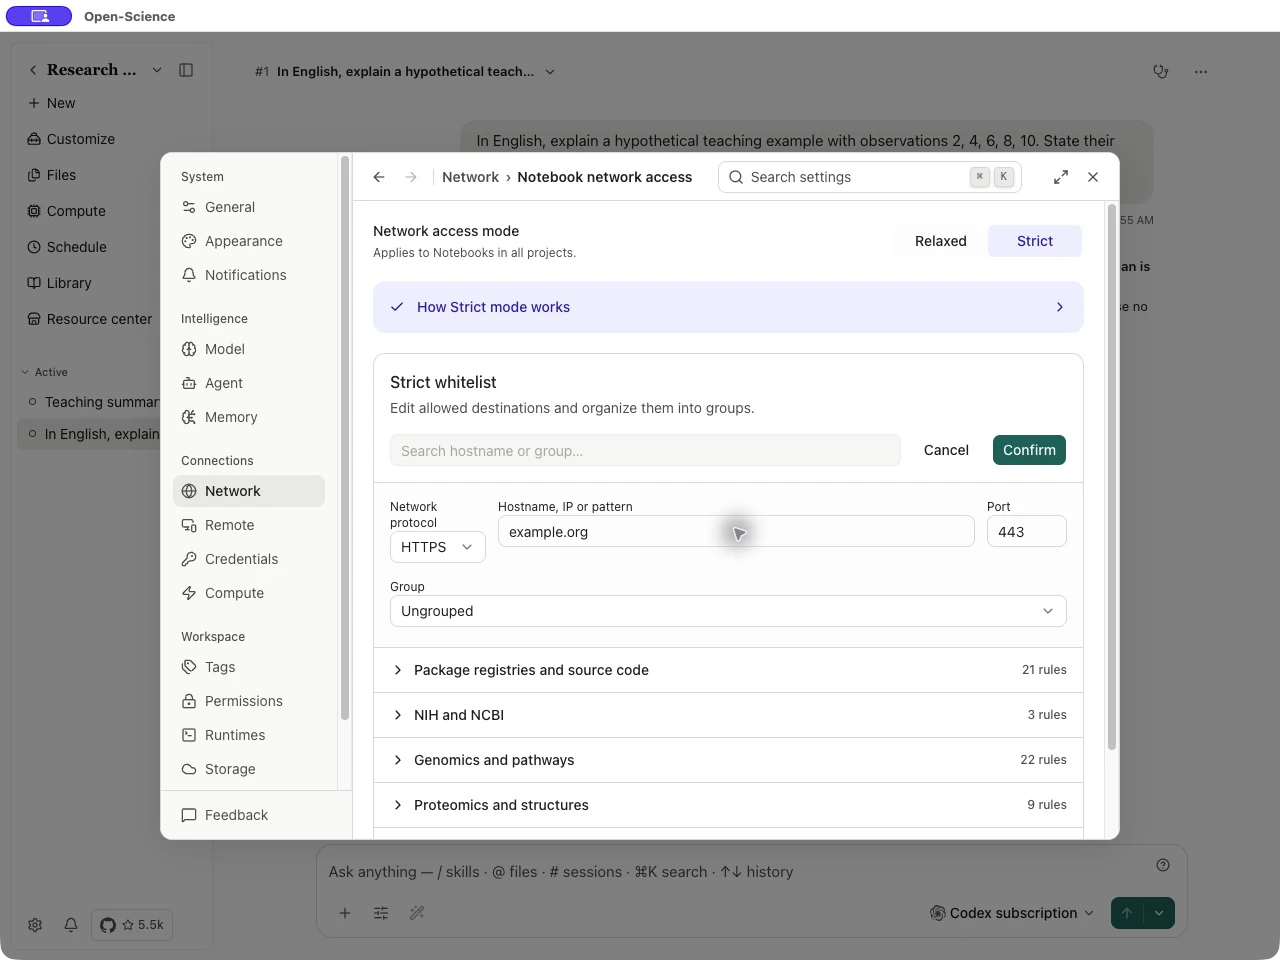 Open-Science
Research ...
#1 In English, explain a hypothetical teach...
New
Customize
Files
Compute
Schedule
Library
Resource center
Active
Teaching summar
In English, explain
5.5k
In English, explain a hypothetical teaching example with observations 2, 4, 6, 8, 10. State their
55 AM
an is
se no
System
General
Appearance
Notifications
Intelligence
Model
Agent
Memory
Connections
Network
Remote
Credentials
Compute
Workspace
Tags
Permissions
Runtimes
Storage
Feedback
Network › Notebook network access
Search settings
⌘ K
Network access mode
Applies to Notebooks in all projects.
Relaxed
Strict
How Strict mode works
Strict whitelist
Edit allowed destinations and organize them into groups.
Search hostname or group...
Cancel
Confirm
Network protocol
HTTPS
Hostname, IP or pattern
example.org
Port
443
Group
Ungrouped
Package registries and source code
21 rules
NIH and NCBI
3 rules
Genomics and pathways
22 rules
Proteomics and structures
9 rules
Ask anything — / skills · @ files · # sessions · ⌘K search · ↑↓ history
Codex subscription